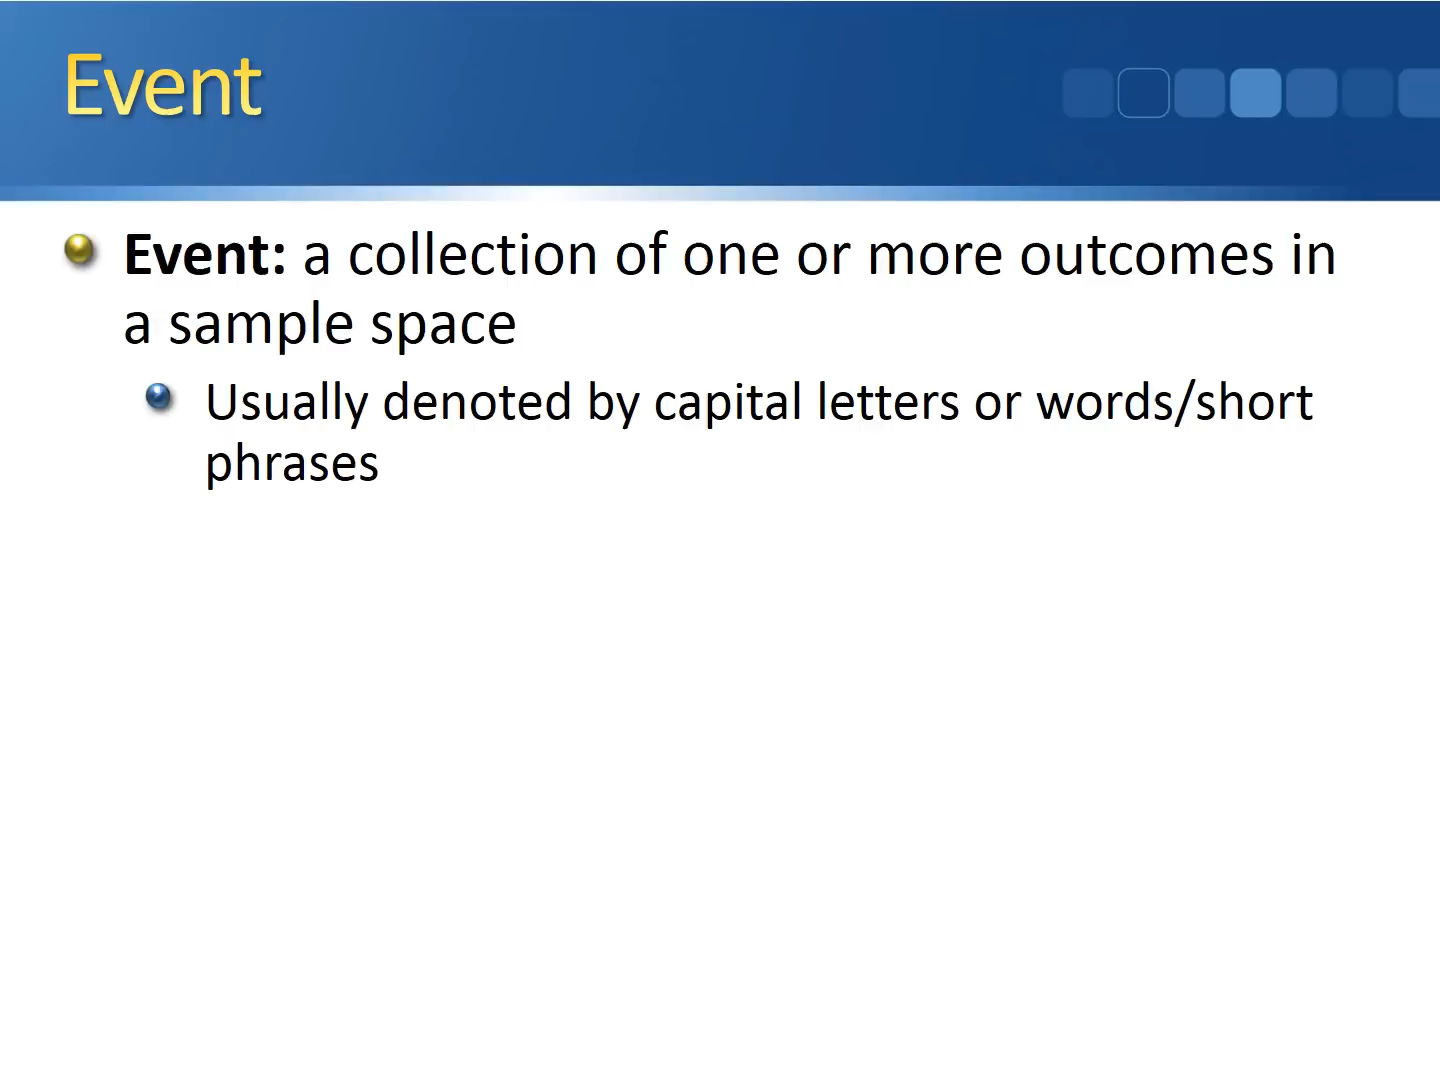 Event
Event: a collection of one or more outcomes in
a sample space
Usually denoted by capital letters or words/short
phrases